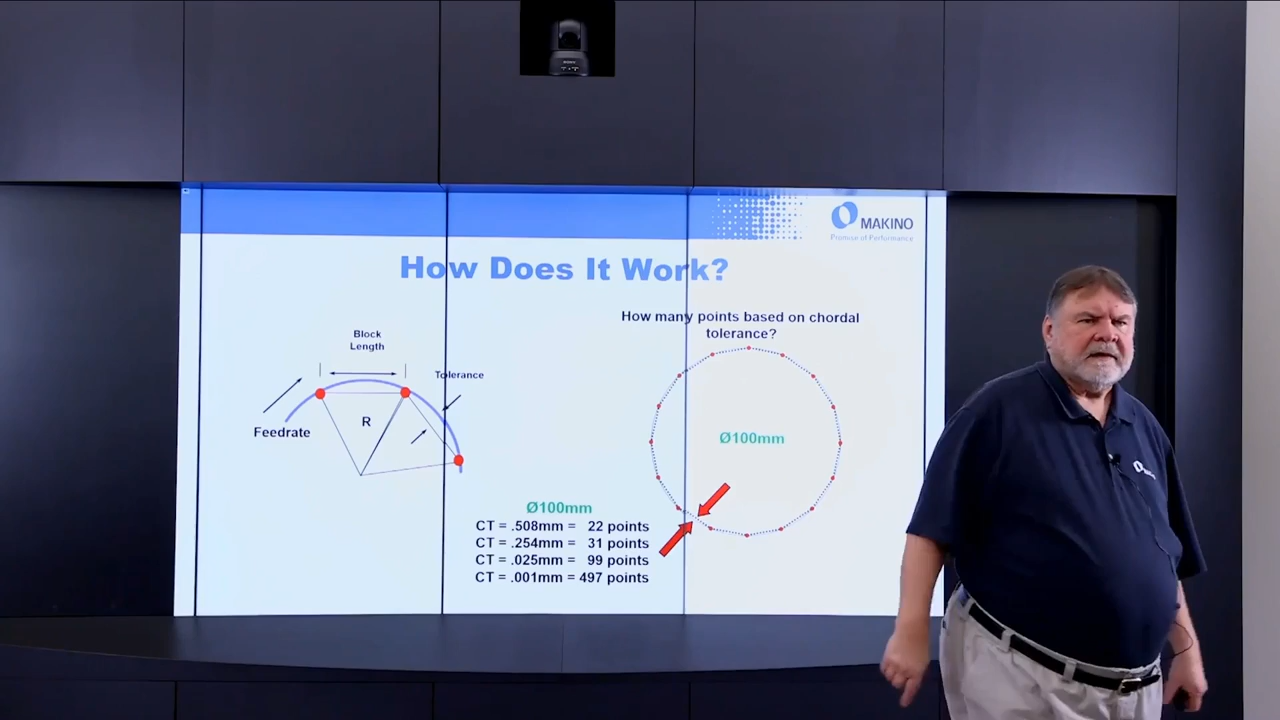 SONY
MAKINO
Promise of Performance
How Does It Work?
How many points based on chordal
tolerance?
Block
Length
Tolerance
Feedrate
R
Ø100mm
Ø100mm
CT = .508mm = 22 points
CT = .254mm = 31 points
CT = .025mm = 99 points
CT = .001mm = 497 points